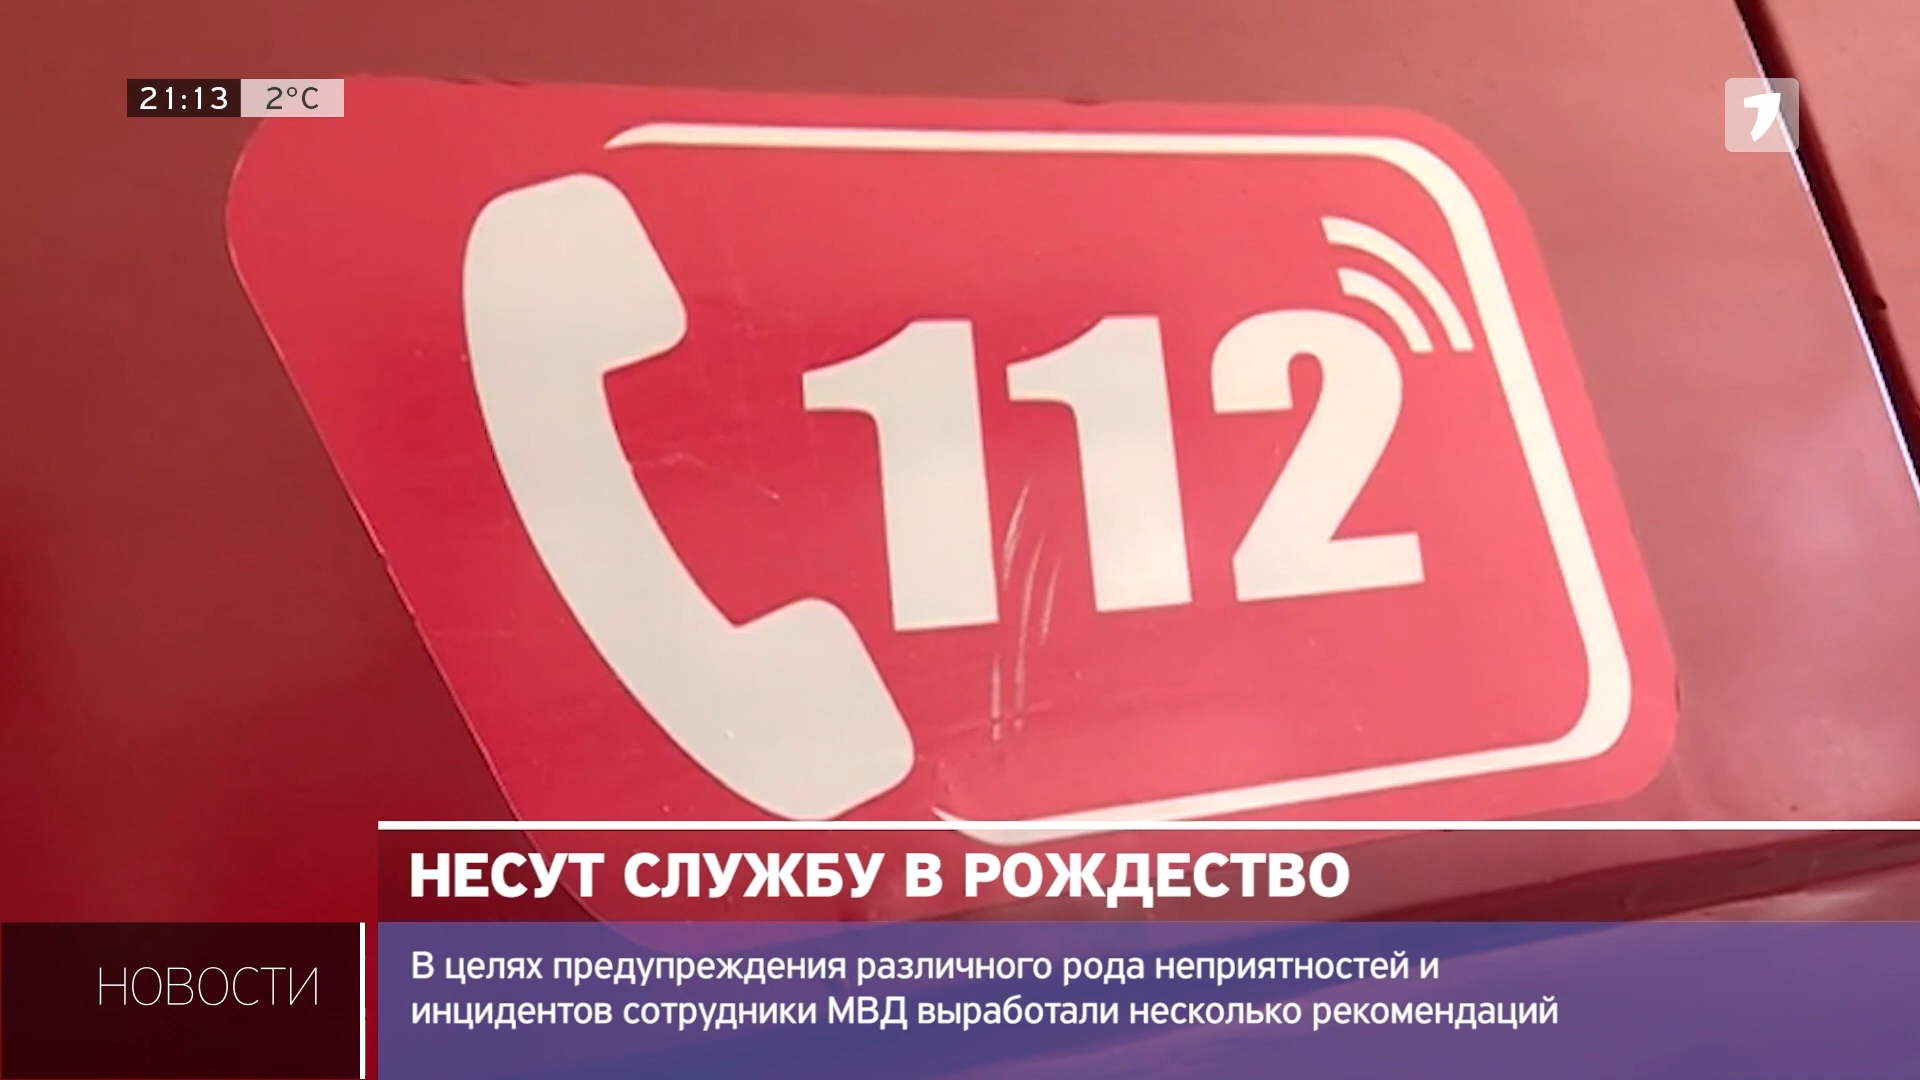 21:13 2°C
112
НЕСУТ СЛУЖБУ В РОЖДЕСТВО
НОВОСТИ
В целях предупреждения различного рода неприятностей и
инцидентов сотрудники МВД выработали несколько рекомендаций